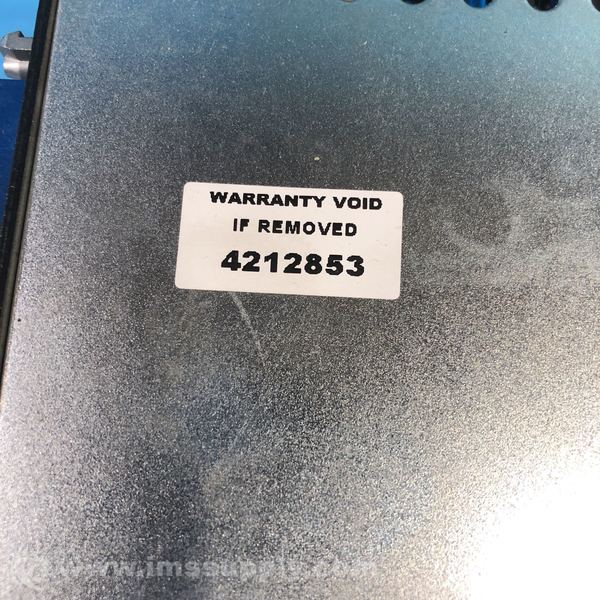 WARRANTY VOID
IF REMOVED
4212853
www.imssupply.com